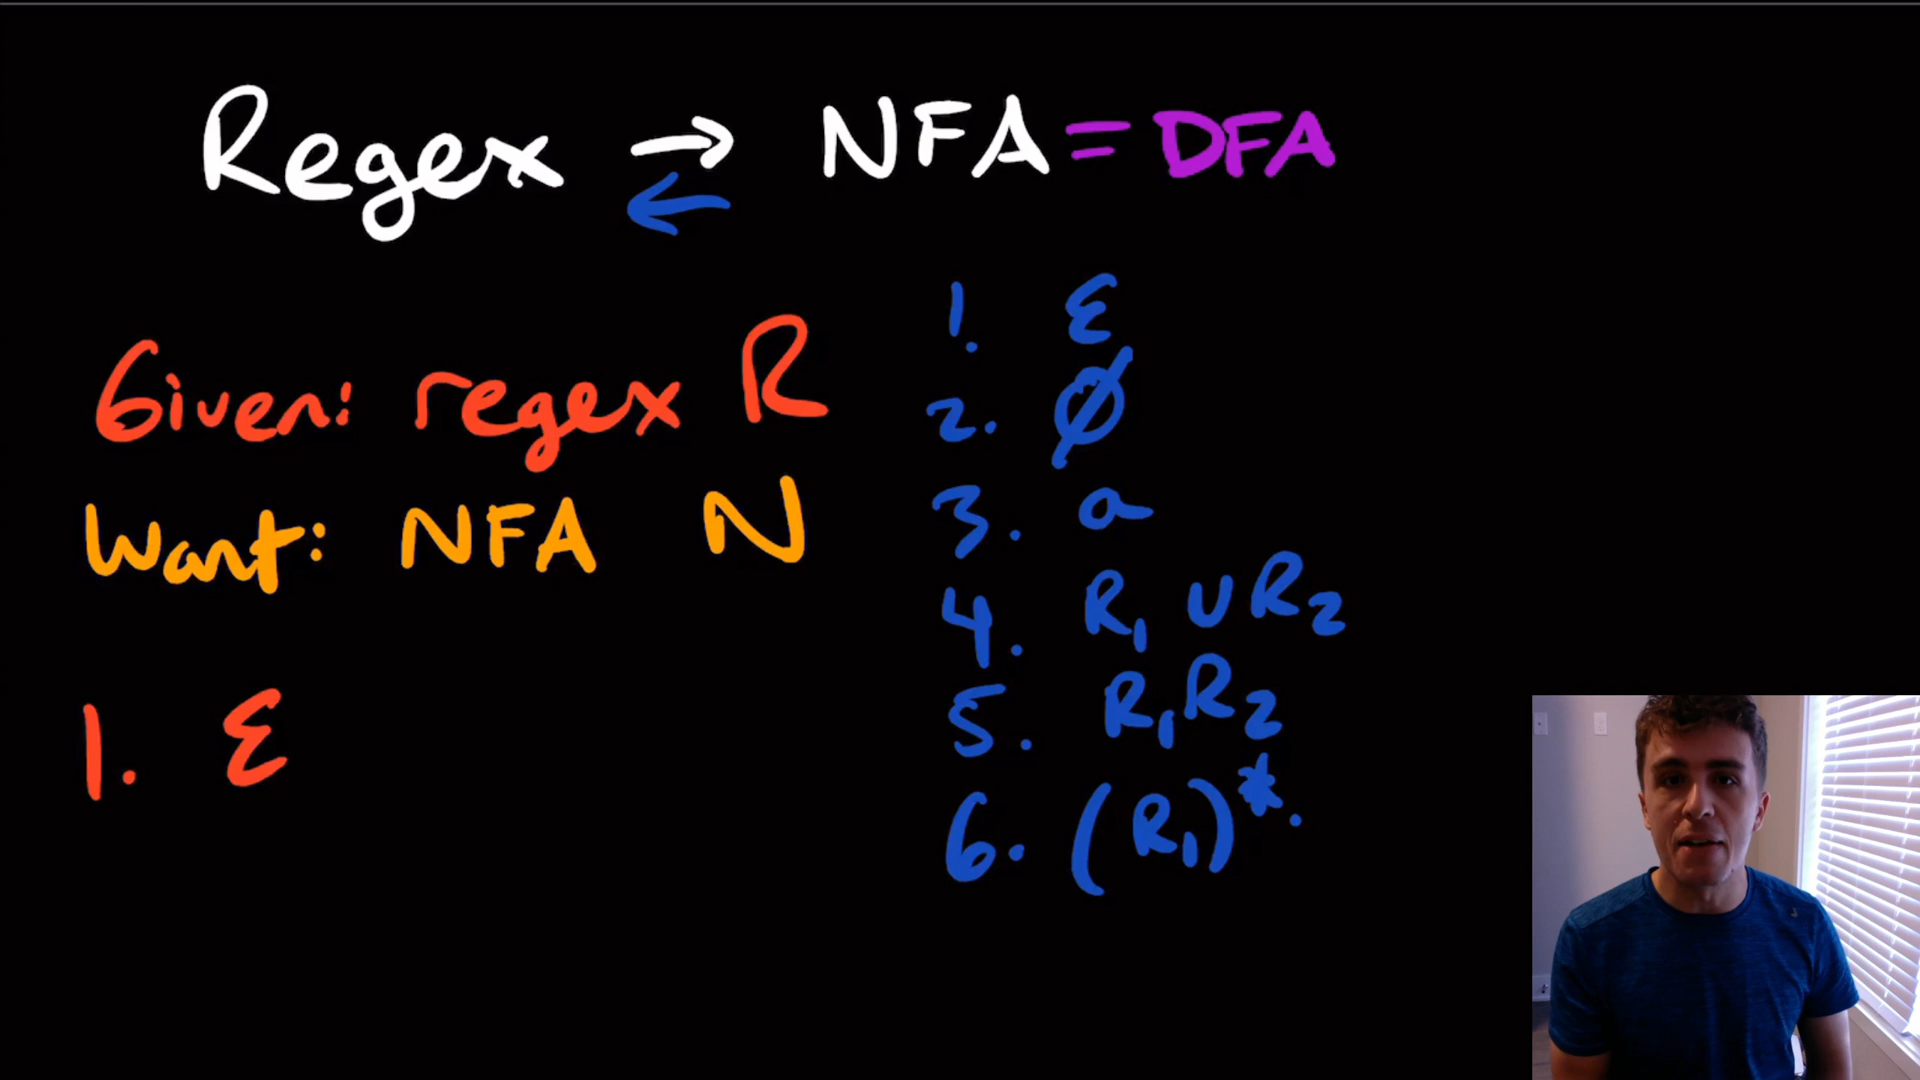 Regex → NFA = DFA
←
Given: regex R
Want: NFA N
1. ε
1. ε
2. ∅
3. a
4. R₁ ∪ R₂
5. R₁R₂
6. (R₁)*.